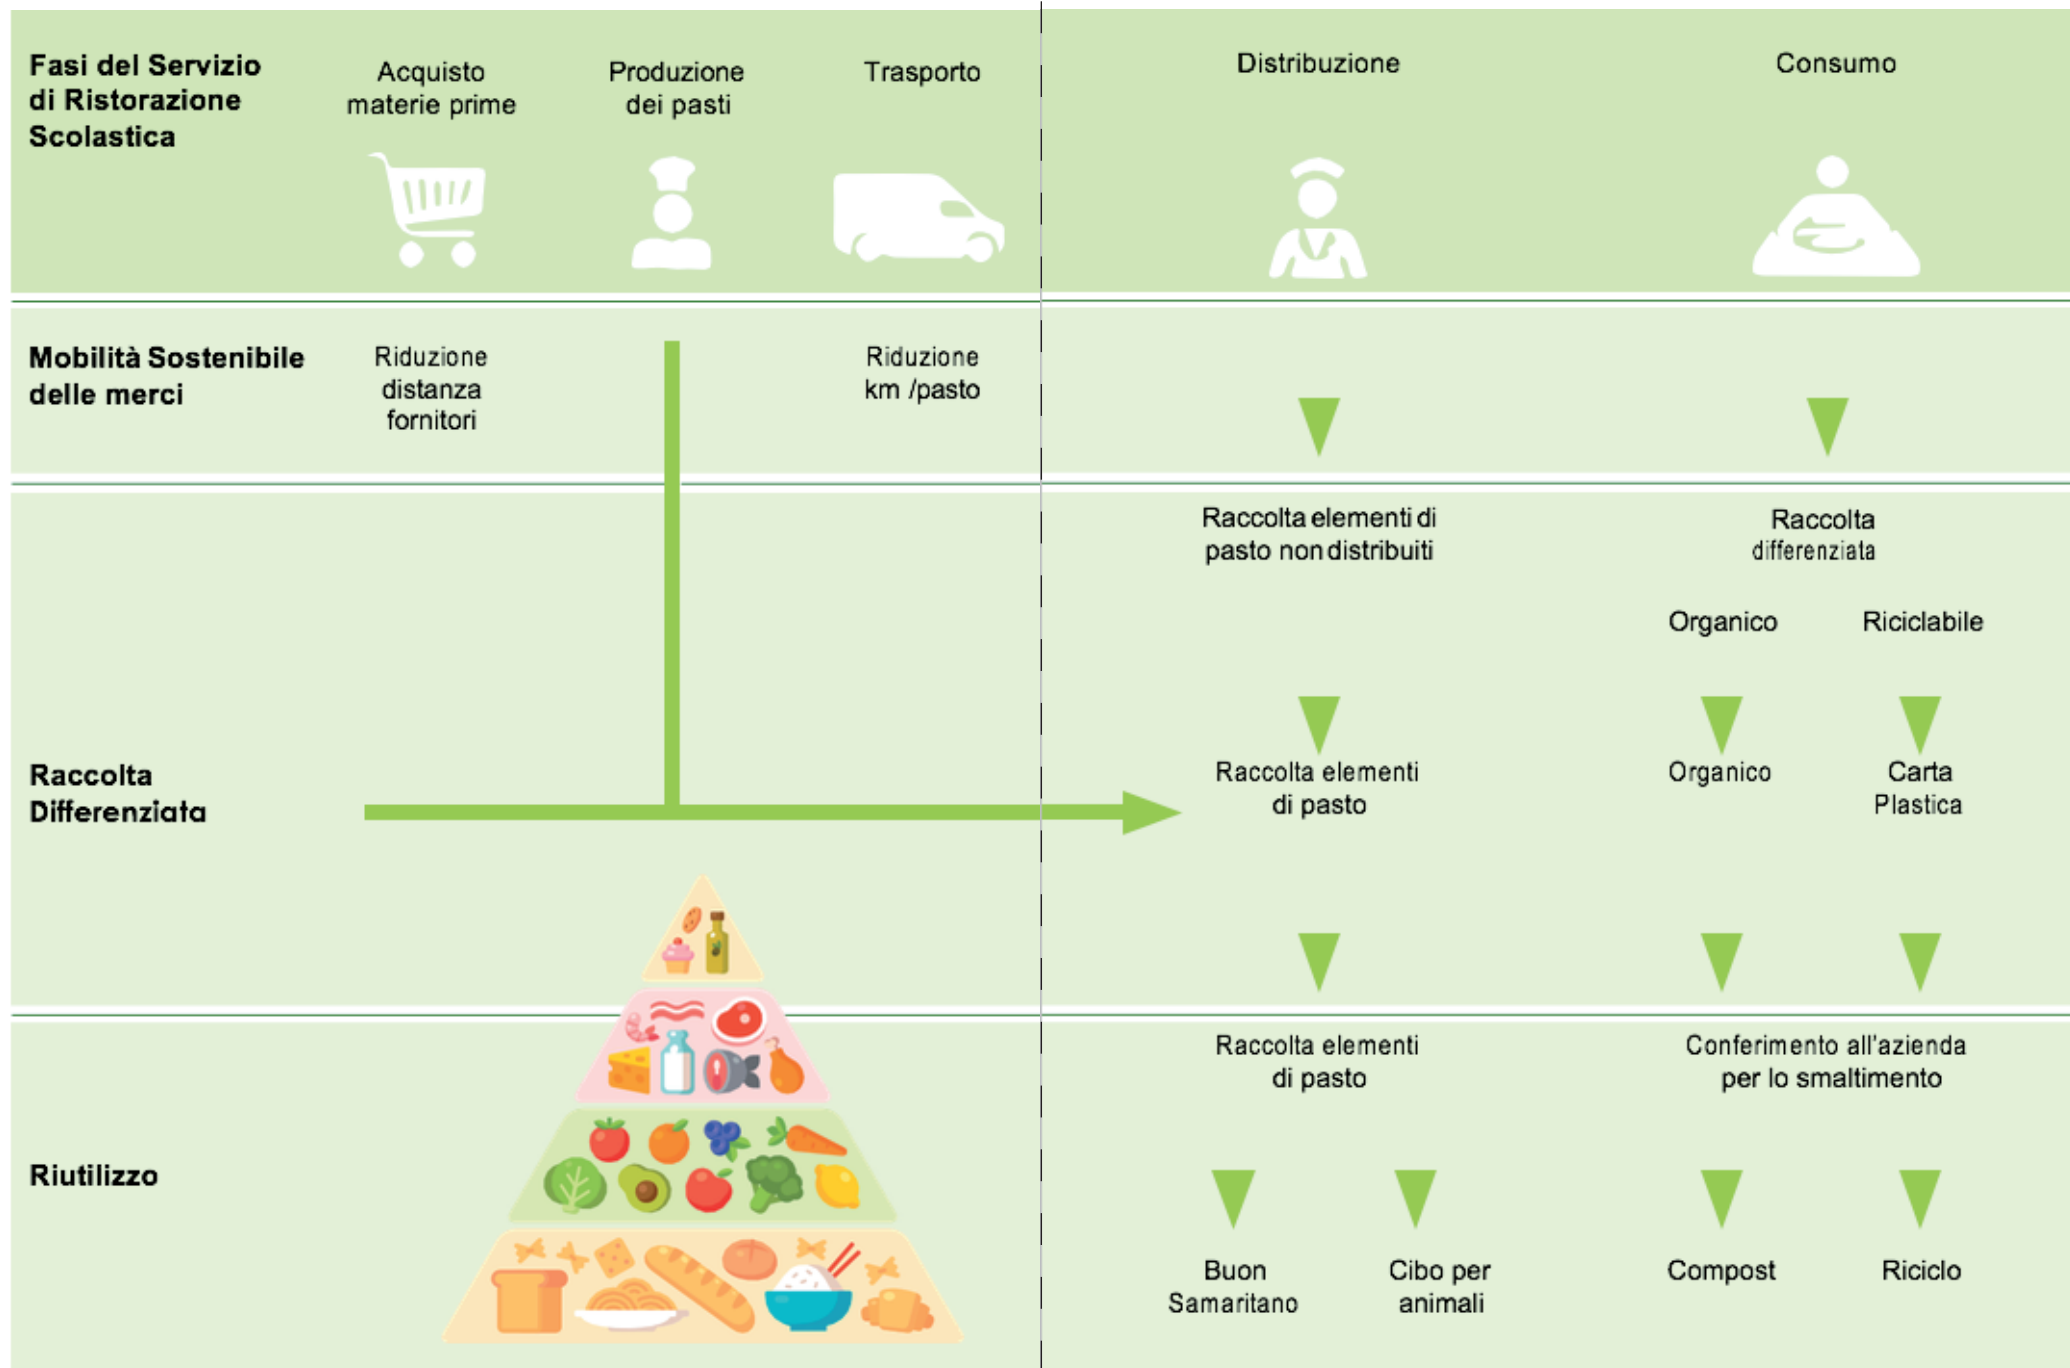 Fasi del Servizio
di Ristorazione
Scolastica
Acquisto
materie prime
Produzione
dei pasti
Trasporto
Distribuzione
Consumo
Mobilità Sostenibile
delle merci
Riduzione
distanza
fornitori
Riduzione
km /pasto
Raccolta
Differenziata
Raccolta elementi di
pasto non distribuiti
Raccolta
differenziata
Organico
Riciclabile
Raccolta elementi
di pasto
Organico
Carta
Plastica
Riutilizzo
Raccolta elementi
di pasto
Conferimento all'azienda
per lo smaltimento
Buon
Samaritano
Cibo per
animali
Compost
Riciclo